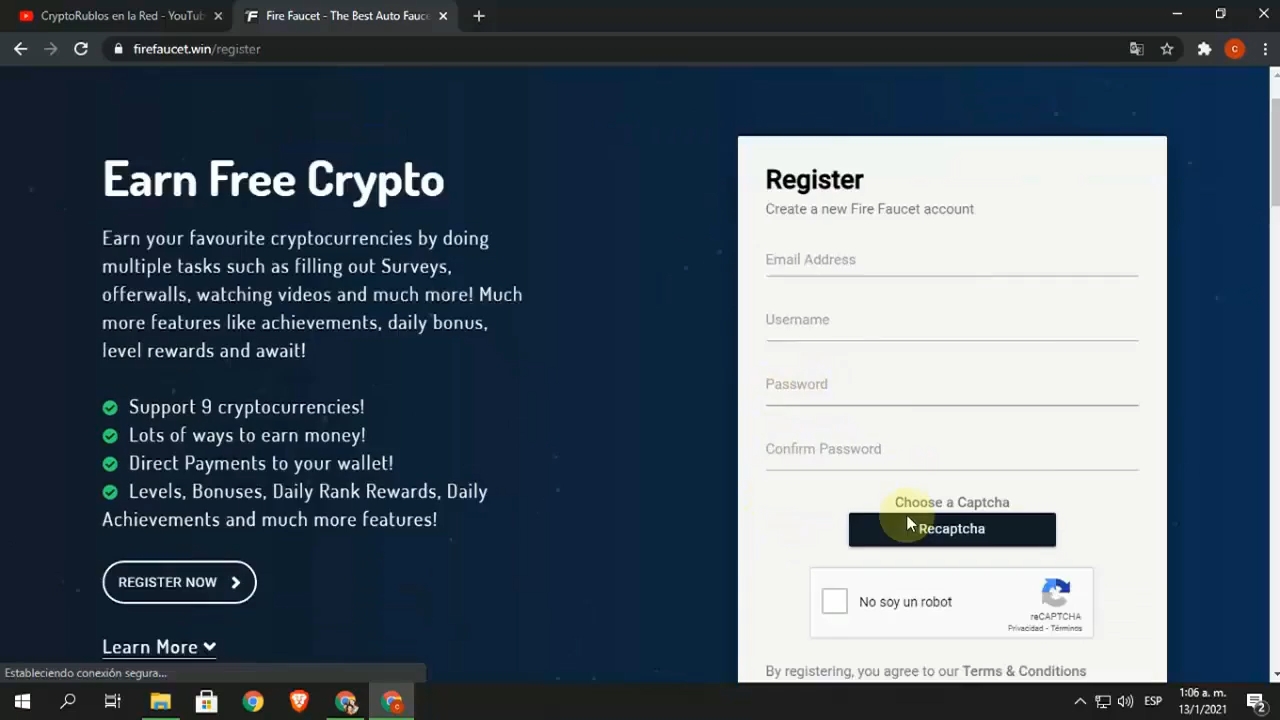 CryptoRublos en la Red - YouTub
Fire Faucet - The Best Auto Fauce
firefaucet.win/register
C
Earn Free Crypto
Earn your favourite cryptocurrencies by doing
multiple tasks such as filling out Surveys,
offerwalls, watching videos and much more! Much
more features like achievements, daily bonus,
level rewards and await!
Support 9 cryptocurrencies!
Lots of ways to earn money!
Direct Payments to your wallet!
Levels, Bonuses, Daily Rank Rewards, Daily
Achievements and much more features!
REGISTER NOW
Learn More
Register
Create a new Fire Faucet account
Email Address
Username
Password
Confirm Password
Choose a Captcha
Recaptcha
No soy un robot
reCAPTCHA
Privacidad - Términos
By registering, you agree to our Terms & Conditions
Estableciendo conexión segura...
ESP
1:06 a. m.
13/1/2021
2